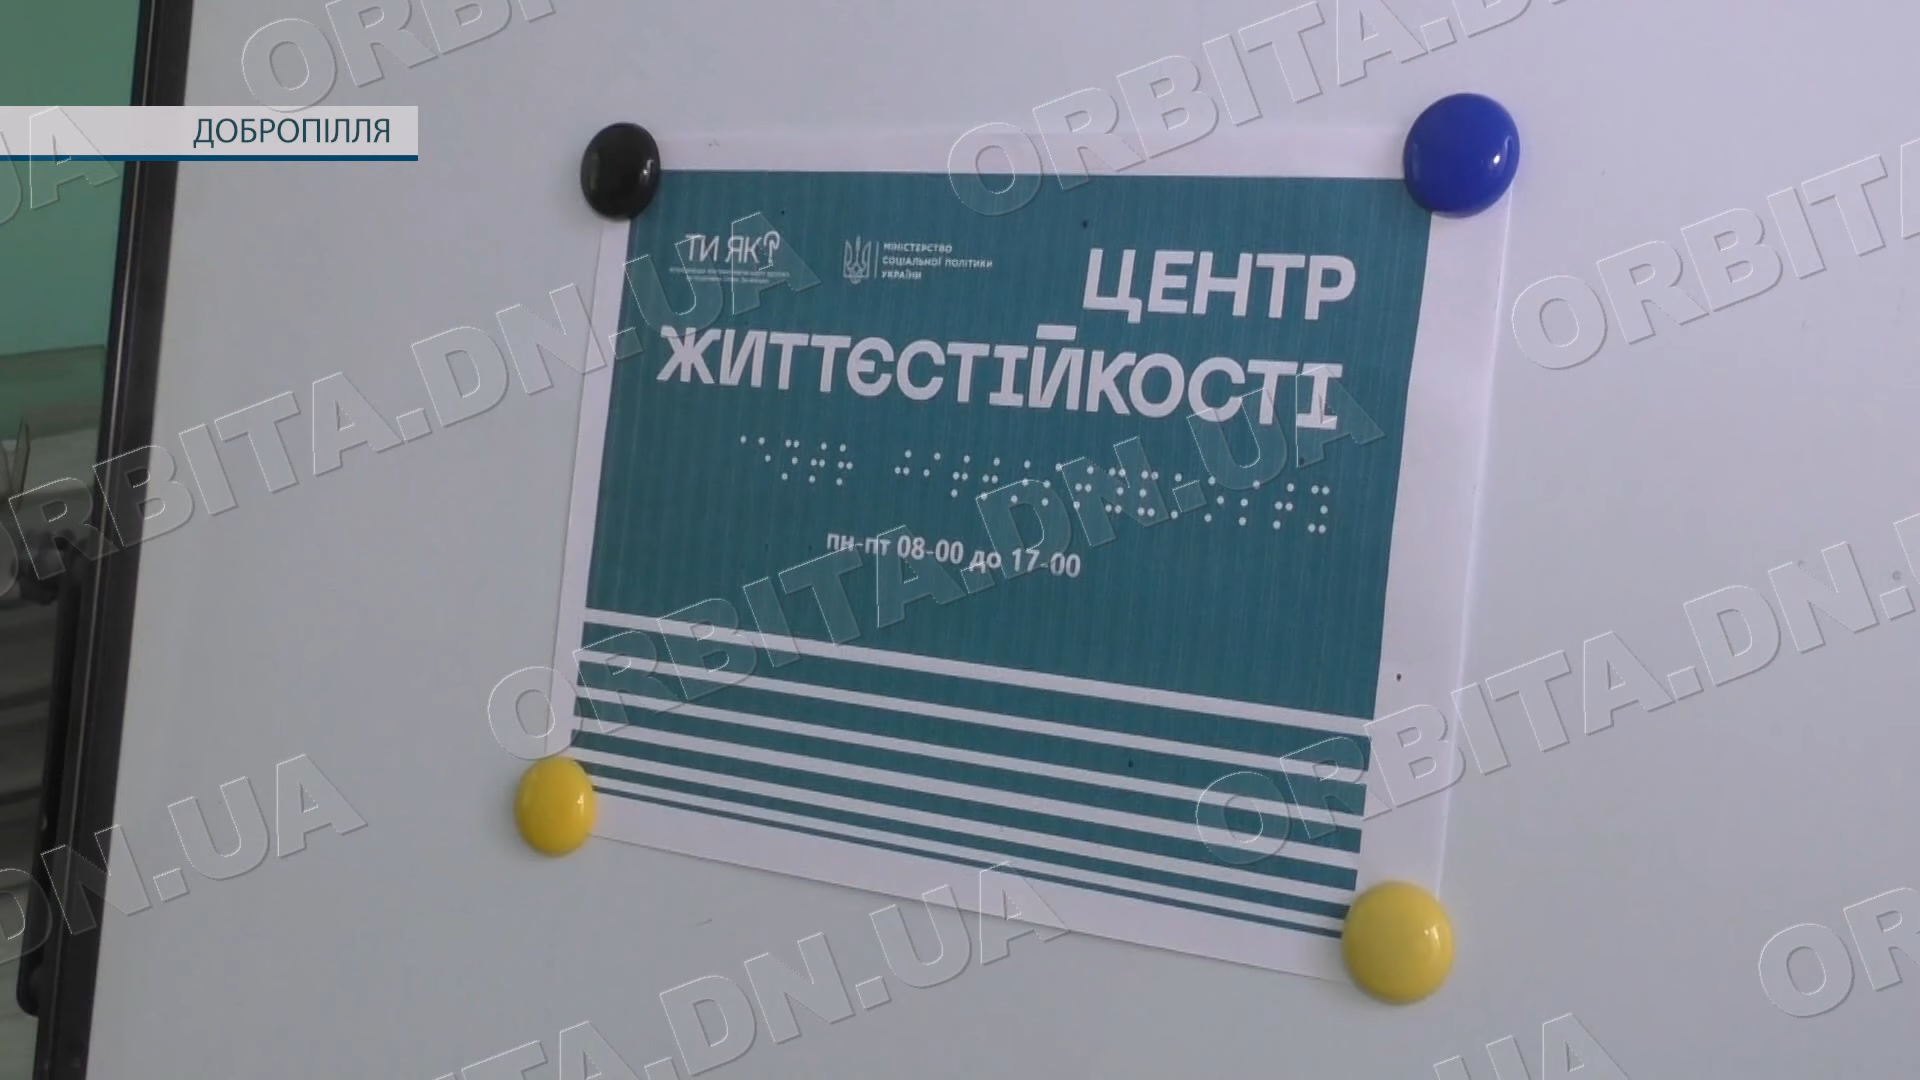 ДОБРОПІЛЛЯ
ТИ ЯК?
МІНІСТЕРСТВО
СОЦІАЛЬНОЇ ПОЛІТИКИ
УКРАЇНИ
ЦЕНТР
ЖИТТЄСТІЙКОСТІ
пн-пт 08-00 до 17-00
ORBITA.DN.UA